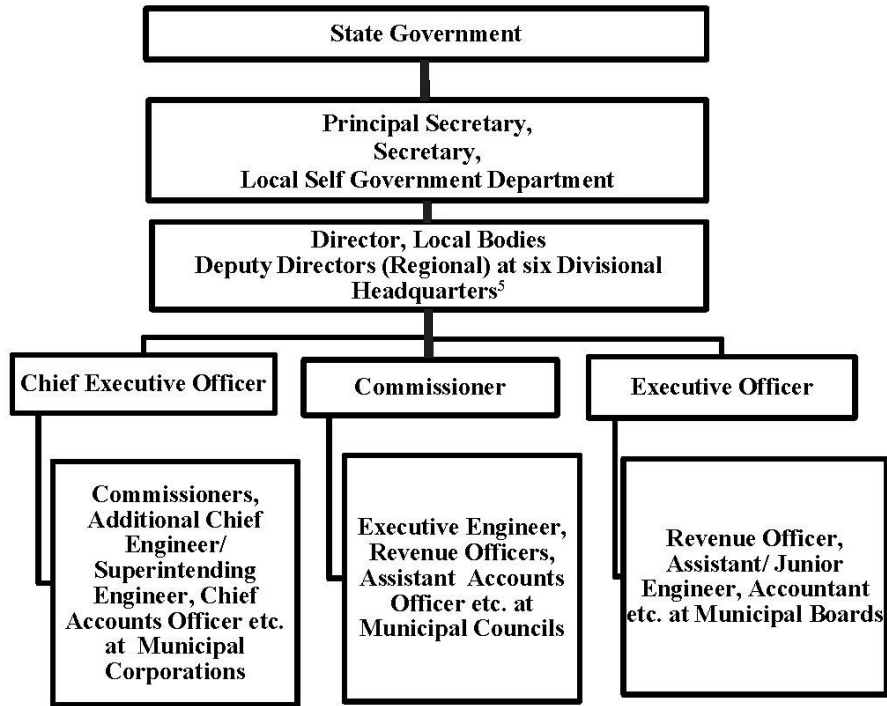 State Government
Principal Secretary,
Secretary,
Local Self Government Department
Director, Local Bodies
Deputy Directors (Regional) at six Divisional
Headquarters5
Chief Executive Officer
Commissioner
Executive Officer
Commissioners,
Additional Chief
Engineer/
Superintending
Engineer, Chief
Accounts Officer etc.
at Municipal
Corporations
Executive Engineer,
Revenue Officers,
Assistant Accounts
Officer etc. at
Municipal Councils
Revenue Officer,
Assistant/ Junior
Engineer, Accountant
etc. at Municipal Boards